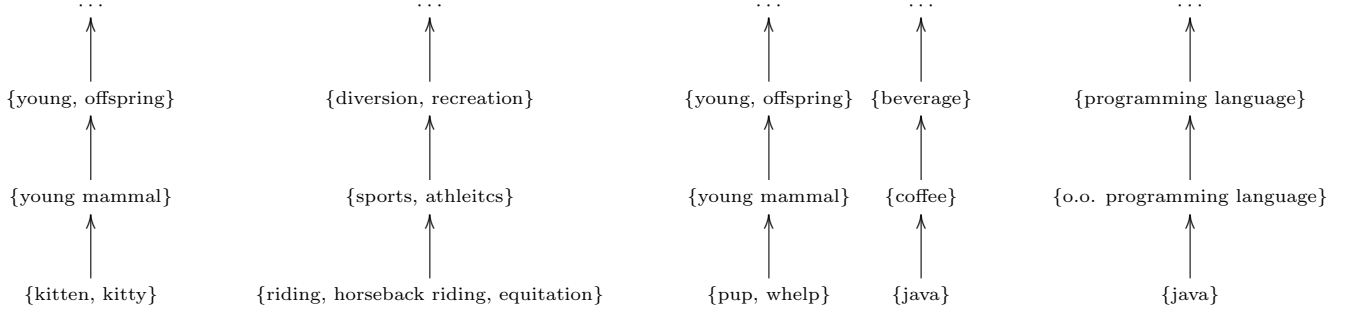 ... ... ... ... ...
{young, offspring} {diversion, recreation} {young, offspring} {beverage} {programming language}
{young mammal} {sports, athleitcs} {young mammal} {coffee} {o.o. programming language}
{kitten, kitty} {riding, horseback riding, equitation} {pup, whelp} {java} {java}